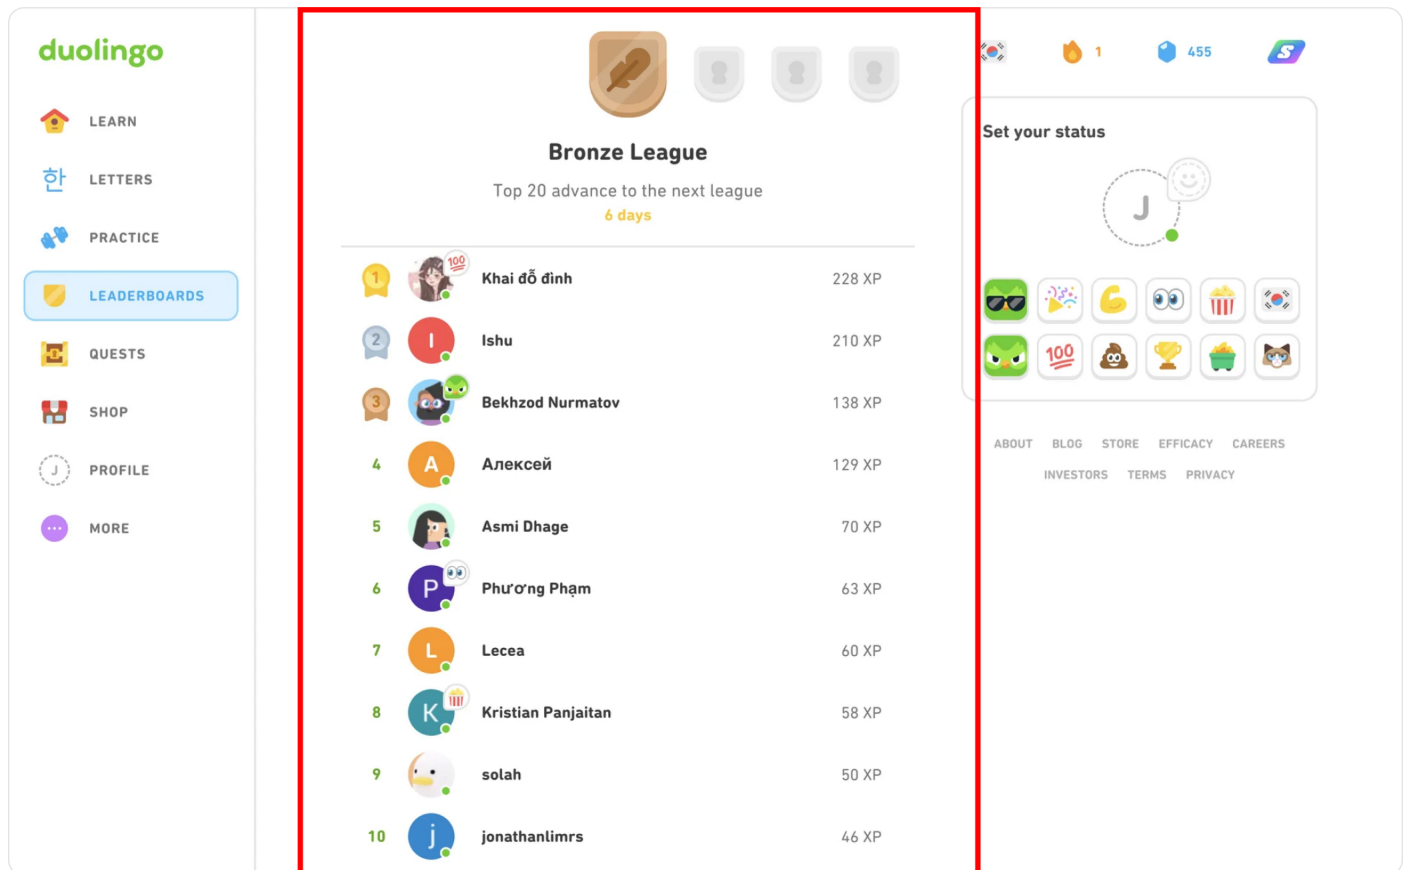 duolingo
LEARN
한 LETTERS
PRACTICE
LEADERBOARDS
QUESTS
SHOP
J PROFILE
MORE
Bronze League
Top 20 advance to the next league
6 days
1 100 Khai đỗ đình 228 XP
2 I Ishu 210 XP
3 Bekhzod Nurmatov 138 XP
4 A Алексей 129 XP
5 Asmi Dhage 70 XP
6 P Phương Phạm 63 XP
7 L Lecea 60 XP
8 K Kristian Panjaitan 58 XP
9 solah 50 XP
10 j jonathanlimrs 46 XP
1 455 S
Set your status
J
100
ABOUT BLOG STORE EFFICACY CAREERS
INVESTORS TERMS PRIVACY